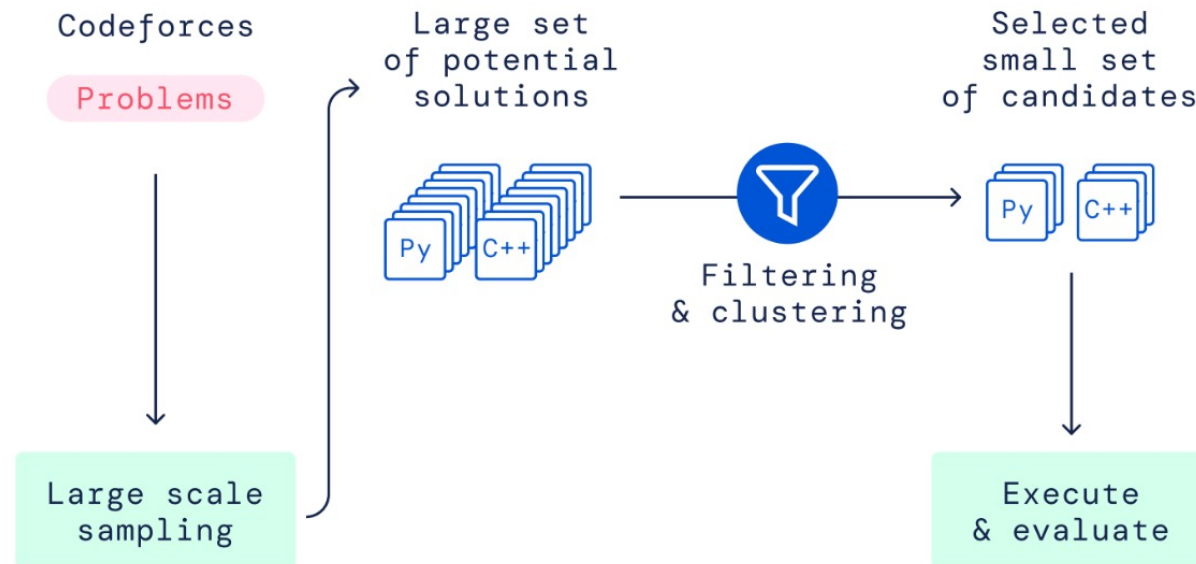 Codeforces
Problems
Large scale
sampling
Large set
of potential
solutions
Py
C++
Filtering
& clustering
Selected
small set
of candidates
Py
C++
Execute
& evaluate